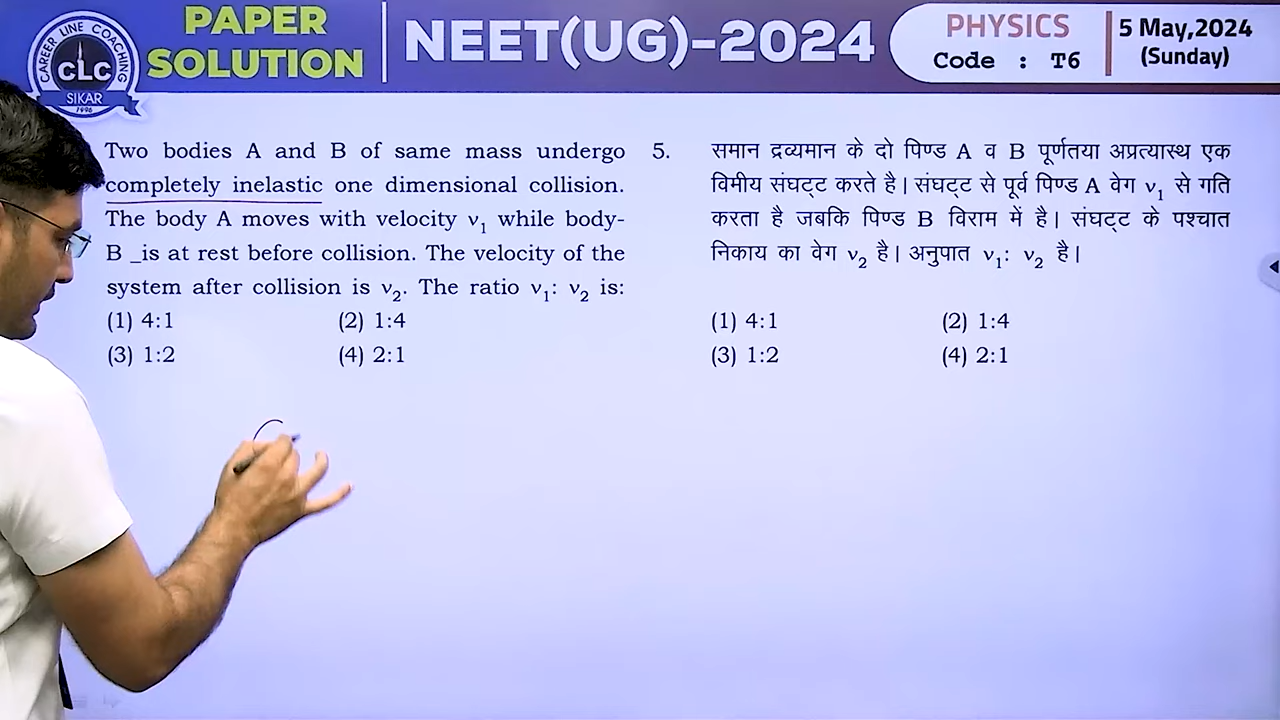 CAREER LINE COACHING
CLC
SIKAR
1996
PAPER
SOLUTION
NEET(UG)-2024
PHYSICS
Code : T6
5 May,2024
(Sunday)
Two bodies A and B of same mass undergo
completely inelastic one dimensional collision.
The body A moves with velocity v₁ while body-
B _is at rest before collision. The velocity of the
system after collision is v₂. The ratio v₁: v₂ is:
(1) 4:1 (2) 1:4
(3) 1:2 (4) 2:1
5. समान द्रव्यमान के दो पिण्ड A व B पूर्णतया अप्रत्यास्थ एक
विमीय संघट्ट करते है। संघट्ट से पूर्व पिण्ड A वेग v₁ से गति
करता है जबकि पिण्ड B विराम में है। संघट्ट के पश्चात
निकाय का वेग v₂ है। अनुपात v₁: v₂ है।
(1) 4:1 (2) 1:4
(3) 1:2 (4) 2:1